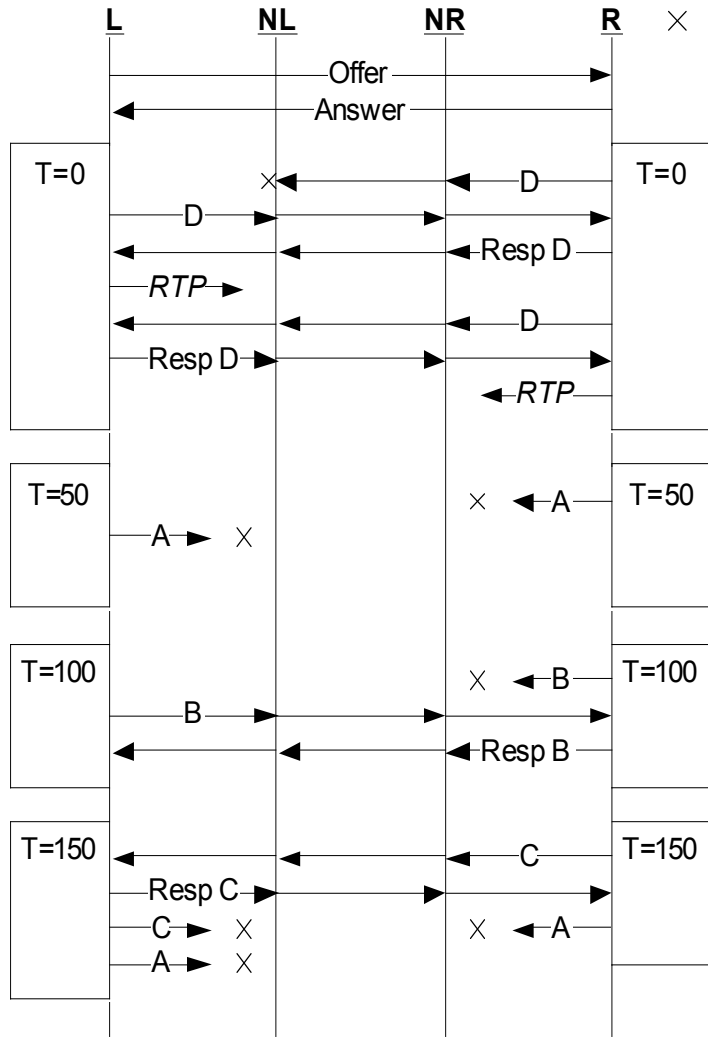 L NL NR R
Offer
Answer
T=0 T=0
D
D
Resp D
RTP
D
Resp D
RTP
T=50 T=50
A
A
T=100 T=100
B
B
Resp B
T=150 T=150
C
Resp C
C A
A